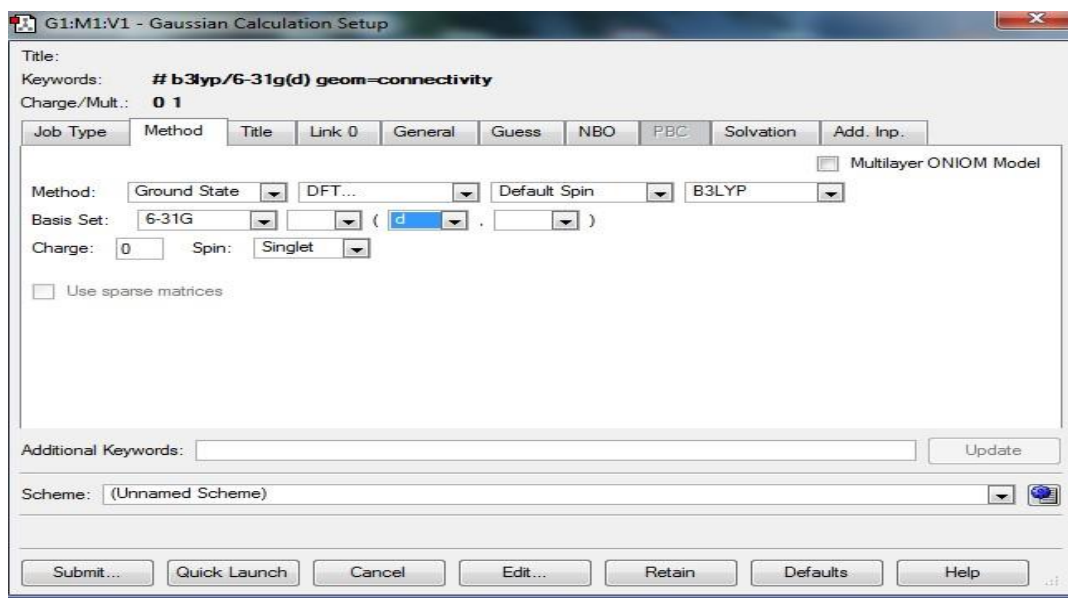 G1:M1:V1 - Gaussian Calculation Setup
Title:
Keywords: # b3lyp/6-31g(d) geom=connectivity
Charge/Mult.: 0 1
Job Type Method Title Link 0 General Guess NBO PBC Solvation Add. Inp.
Multilayer ONIOM Model
Method: Ground State DFT... Default Spin B3LYP
Basis Set: 6-31G ( d , )
Charge: 0 Spin: Singlet
Use sparse matrices
Additional Keywords: Update
Scheme: (Unnamed Scheme)
Submit... Quick Launch Cancel Edit... Retain Defaults Help